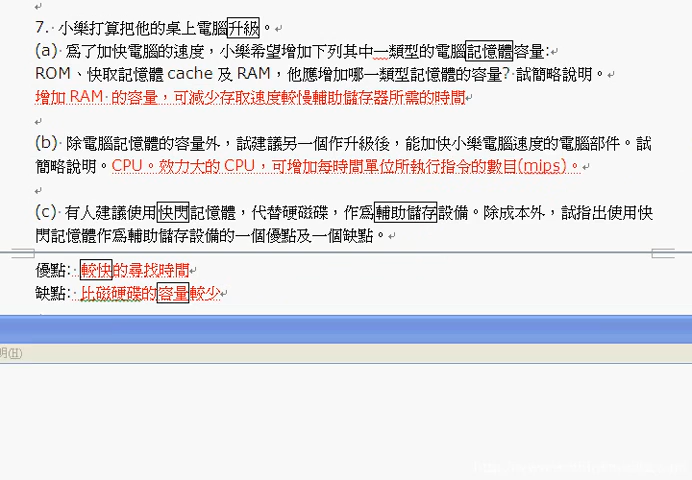 7. 小樂打算把他的桌上電腦升級。
(a) 為了加快電腦的速度，小樂希望增加下列其中一類型的電腦記憶體容量:
ROM、快取記憶體 cache 及 RAM，他應增加哪一類型記憶體的容量? 試簡略說明。
增加 RAM 的容量，可減少存取速度較慢輔助儲存器所需的時間
(b) 除電腦記憶體的容量外，試建議另一個作升級後，能加快小樂電腦速度的電腦部件。試
簡略說明。CPU。效力大的 CPU，可增加每時間單位所執行指令的數目(mips)。
(c) 有人建議使用快閃記憶體，代替硬磁碟，作為輔助儲存設備。除成本外，試指出使用快
閃記憶體作為輔助儲存設備的一個優點及一個缺點。
優點: 較快的尋找時間
缺點: 比磁硬碟的容量較少
明(H)